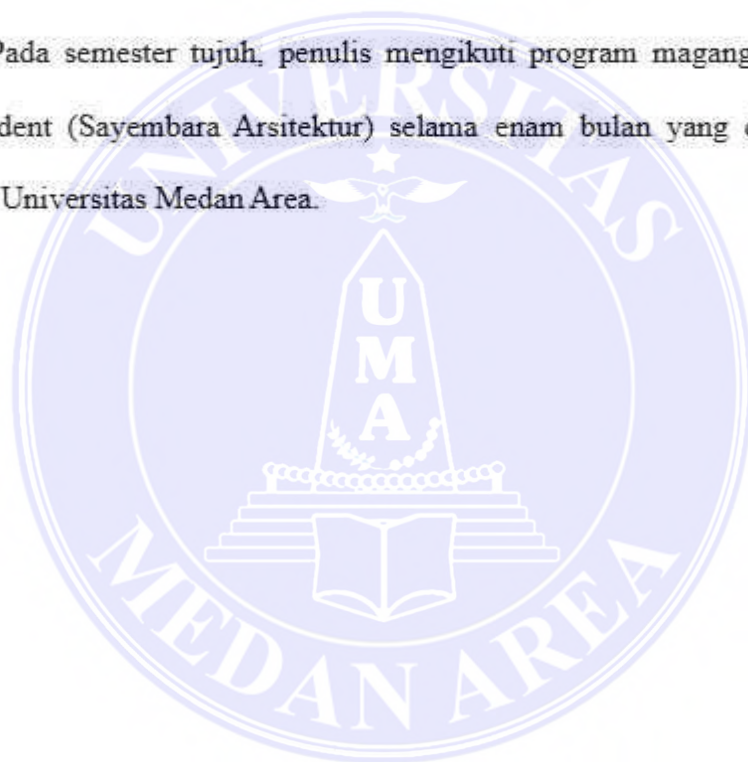 Pada semester tujuh, penulis mengikuti program magang
dent (Sayembara Arsitektur) selama enam bulan yang
Universitas Medan Area.
UNIVERSITAS
UMA
MEDAN AREA